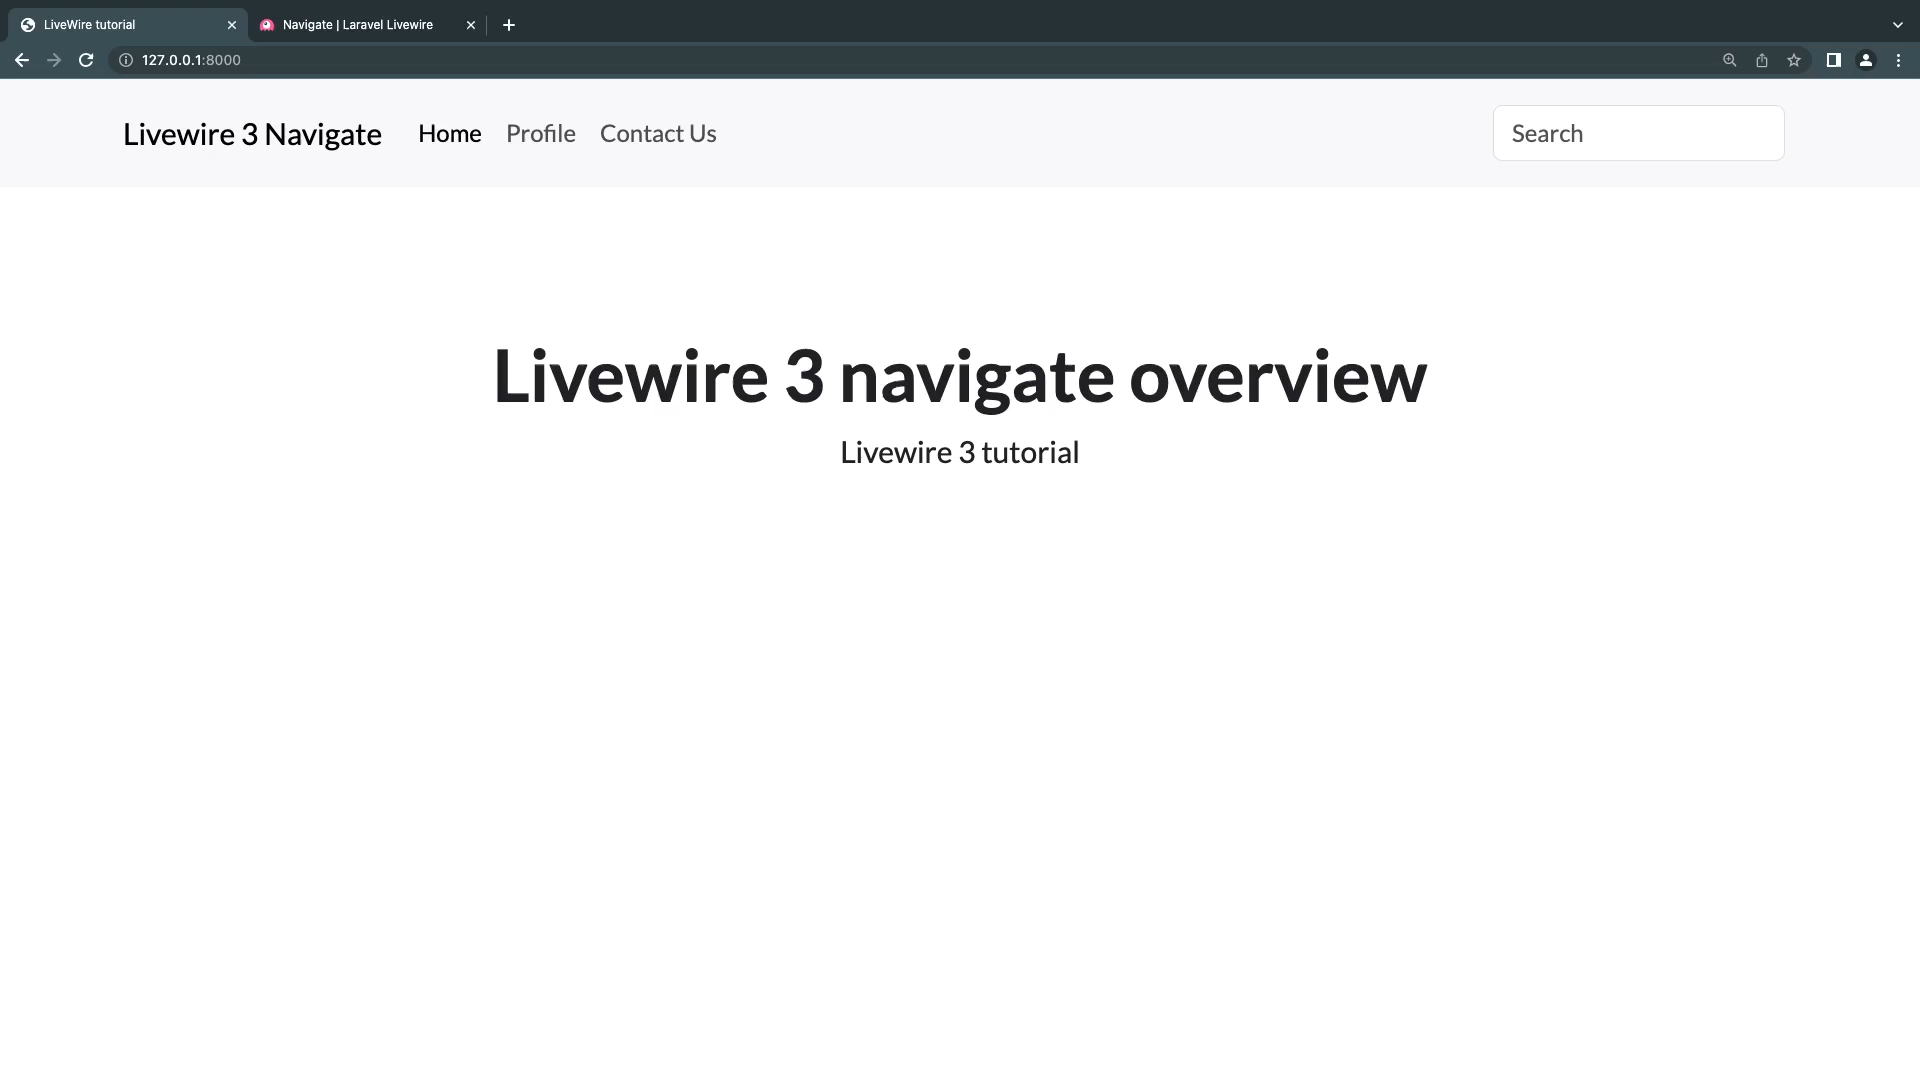 LiveWire tutorial
Navigate | Laravel Livewire
127.0.0.1:8000
Livewire 3 Navigate Home Profile Contact Us Search
Livewire 3 navigate overview
Livewire 3 tutorial